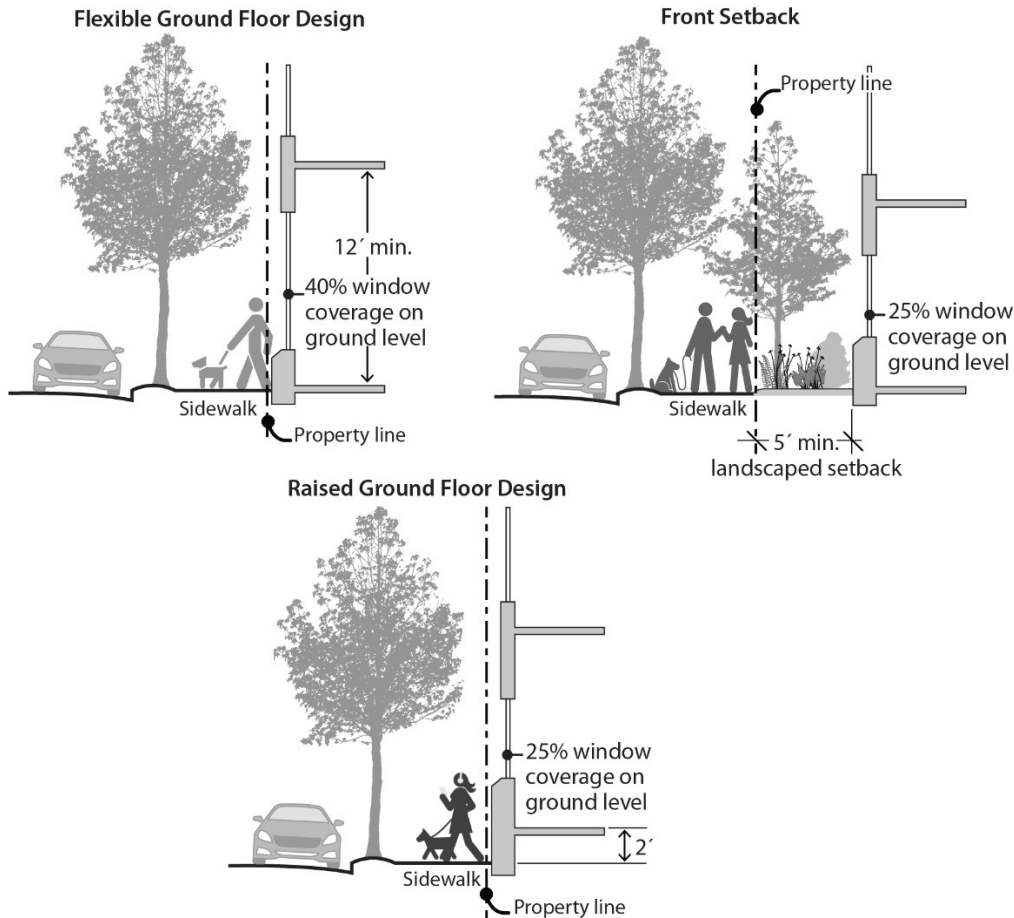 Flexible Ground Floor Design
12´ min.
40% window
coverage on
ground level
Sidewalk
Property line
Front Setback
Property line
25% window
coverage on
ground level
Sidewalk
5´ min.
landscaped setback
Raised Ground Floor Design
25% window
coverage on
ground level
2´
Sidewalk
Property line